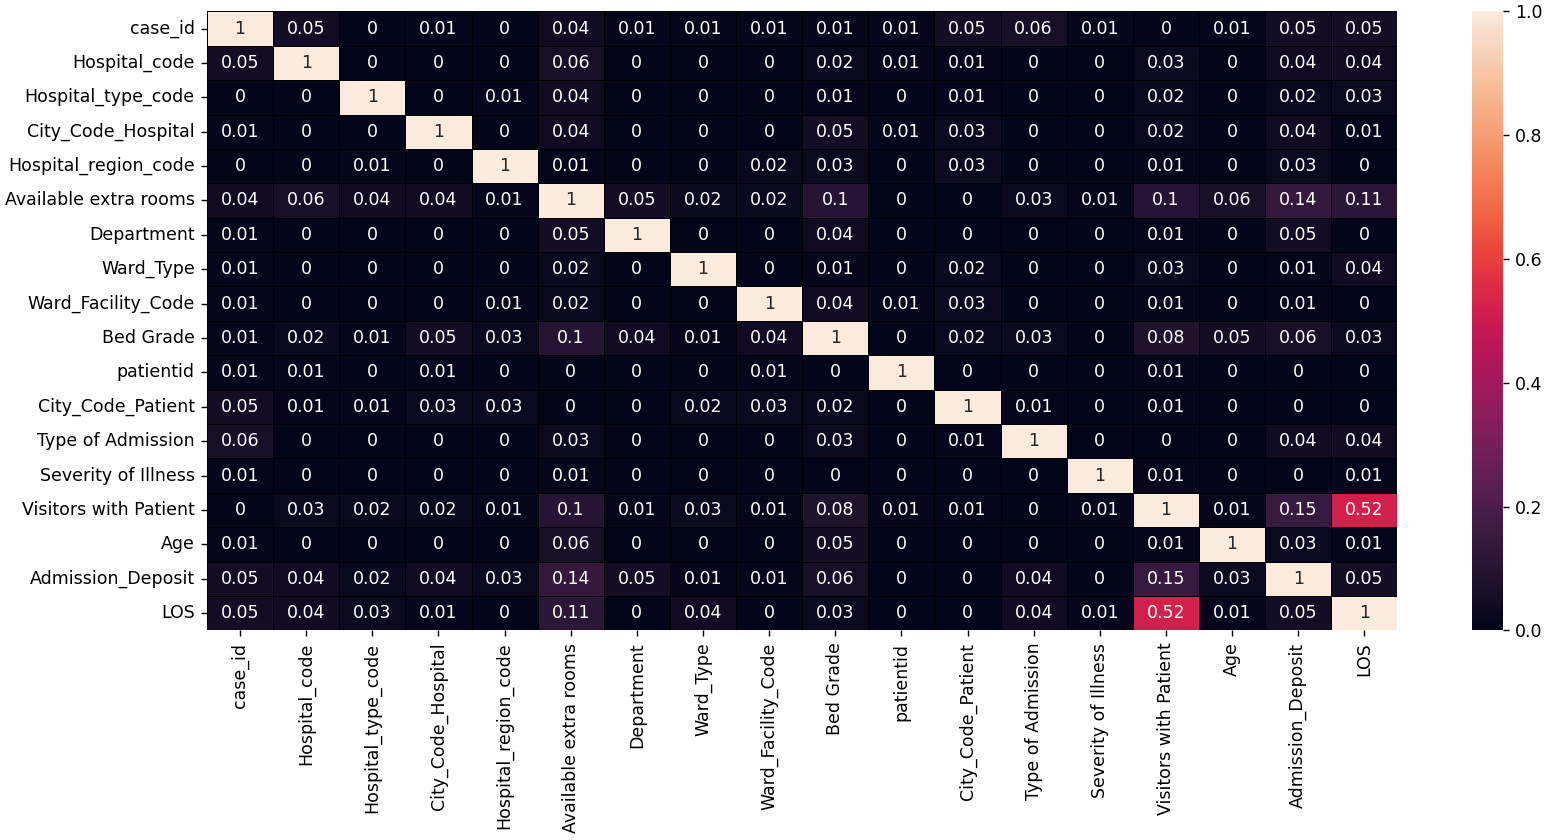 case_id 1 0.05 0 0.01 0 0.04 0.01 0.01 0.01 0.01 0.01 0.05 0.06 0.01 0 0.01 0.05 0.05 1.0
Hospital_code 0.05 1 0 0 0 0.06 0 0 0 0.02 0.01 0.01 0 0 0.03 0 0.04 0.04
Hospital_type_code 0 0 1 0 0.01 0.04 0 0 0 0.01 0 0.01 0 0 0.02 0 0.02 0.03
City_Code_Hospital 0.01 0 0 1 0 0.04 0 0 0 0.05 0.01 0.03 0 0 0.02 0 0.04 0.01 0.8
Hospital_region_code 0 0 0.01 0 1 0.01 0 0 0.02 0.03 0 0.03 0 0 0.01 0 0.03 0
Available extra rooms 0.04 0.06 0.04 0.04 0.01 1 0.05 0.02 0.02 0.1 0 0 0.03 0.01 0.1 0.06 0.14 0.11
Department 0.01 0 0 0 0 0.05 1 0 0 0.04 0 0 0 0 0.01 0 0.05 0
Ward_Type 0.01 0 0 0 0 0.02 0 1 0 0.01 0 0.02 0 0 0.03 0 0.01 0.04 0.6
Ward_Facility_Code 0.01 0 0 0 0.01 0.02 0 0 1 0.04 0.01 0.03 0 0 0.01 0 0.01 0
Bed Grade 0.01 0.02 0.01 0.05 0.03 0.1 0.04 0.01 0.04 1 0 0.02 0.03 0 0.08 0.05 0.06 0.03
patientid 0.01 0.01 0 0.01 0 0 0 0 0.01 0 1 0 0 0 0.01 0 0 0 0.4
City_Code_Patient 0.05 0.01 0.01 0.03 0.03 0 0 0.02 0.03 0.02 0 1 0.01 0 0.01 0 0 0
Type of Admission 0.06 0 0 0 0 0.03 0 0 0 0.03 0 0.01 1 0 0 0 0.04 0.04
Severity of Illness 0.01 0 0 0 0 0.01 0 0 0 0 0 0 0 1 0.01 0 0 0.01
Visitors with Patient 0 0.03 0.02 0.02 0.01 0.1 0.01 0.03 0.01 0.08 0.01 0.01 0 0.01 1 0.01 0.15 0.52 0.2
Age 0.01 0 0 0 0 0.06 0 0 0 0.05 0 0 0 0 0.01 1 0.03 0.01
Admission_Deposit 0.05 0.04 0.02 0.04 0.03 0.14 0.05 0.01 0.01 0.06 0 0 0.04 0 0.15 0.03 1 0.05
LOS 0.05 0.04 0.03 0.01 0 0.11 0 0.04 0 0.03 0 0 0.04 0.01 0.52 0.01 0.05 1 0.0
case_id
Hospital_code
Hospital_type_code
City_Code_Hospital
Hospital_region_code
Available extra rooms
Department
Ward_Type
Ward_Facility_Code
Bed Grade
patientid
City_Code_Patient
Type of Admission
Severity of Illness
Visitors with Patient
Age
Admission_Deposit
LOS